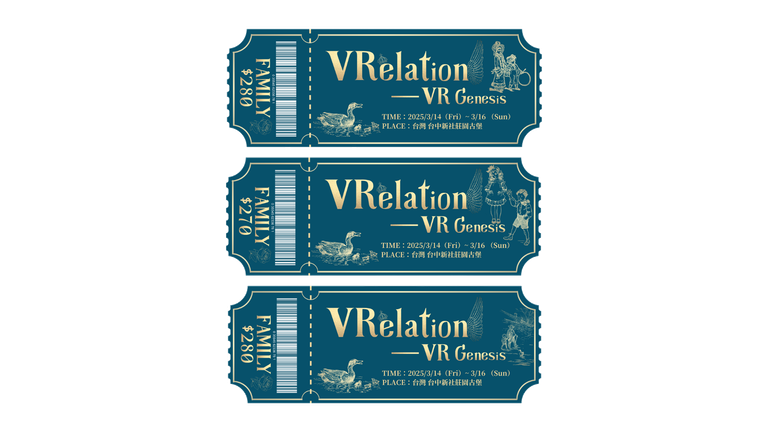 FAMILY
$280
VRelation
VR Genesis
TIME：2025/3/14（Fri）~ 3/16（Sun）
PLACE：台灣 台中新社莊園古堡
FAMILY
$270
VRelation
VR Genesis
TIME：2025/3/14（Fri）~ 3/16（Sun）
PLACE：台灣 台中新社莊園古堡
FAMILY
$280
VRelation
VR Genesis
TIME：2025/3/14（Fri）~ 3/16（Sun）
PLACE：台灣 台中新社莊園古堡